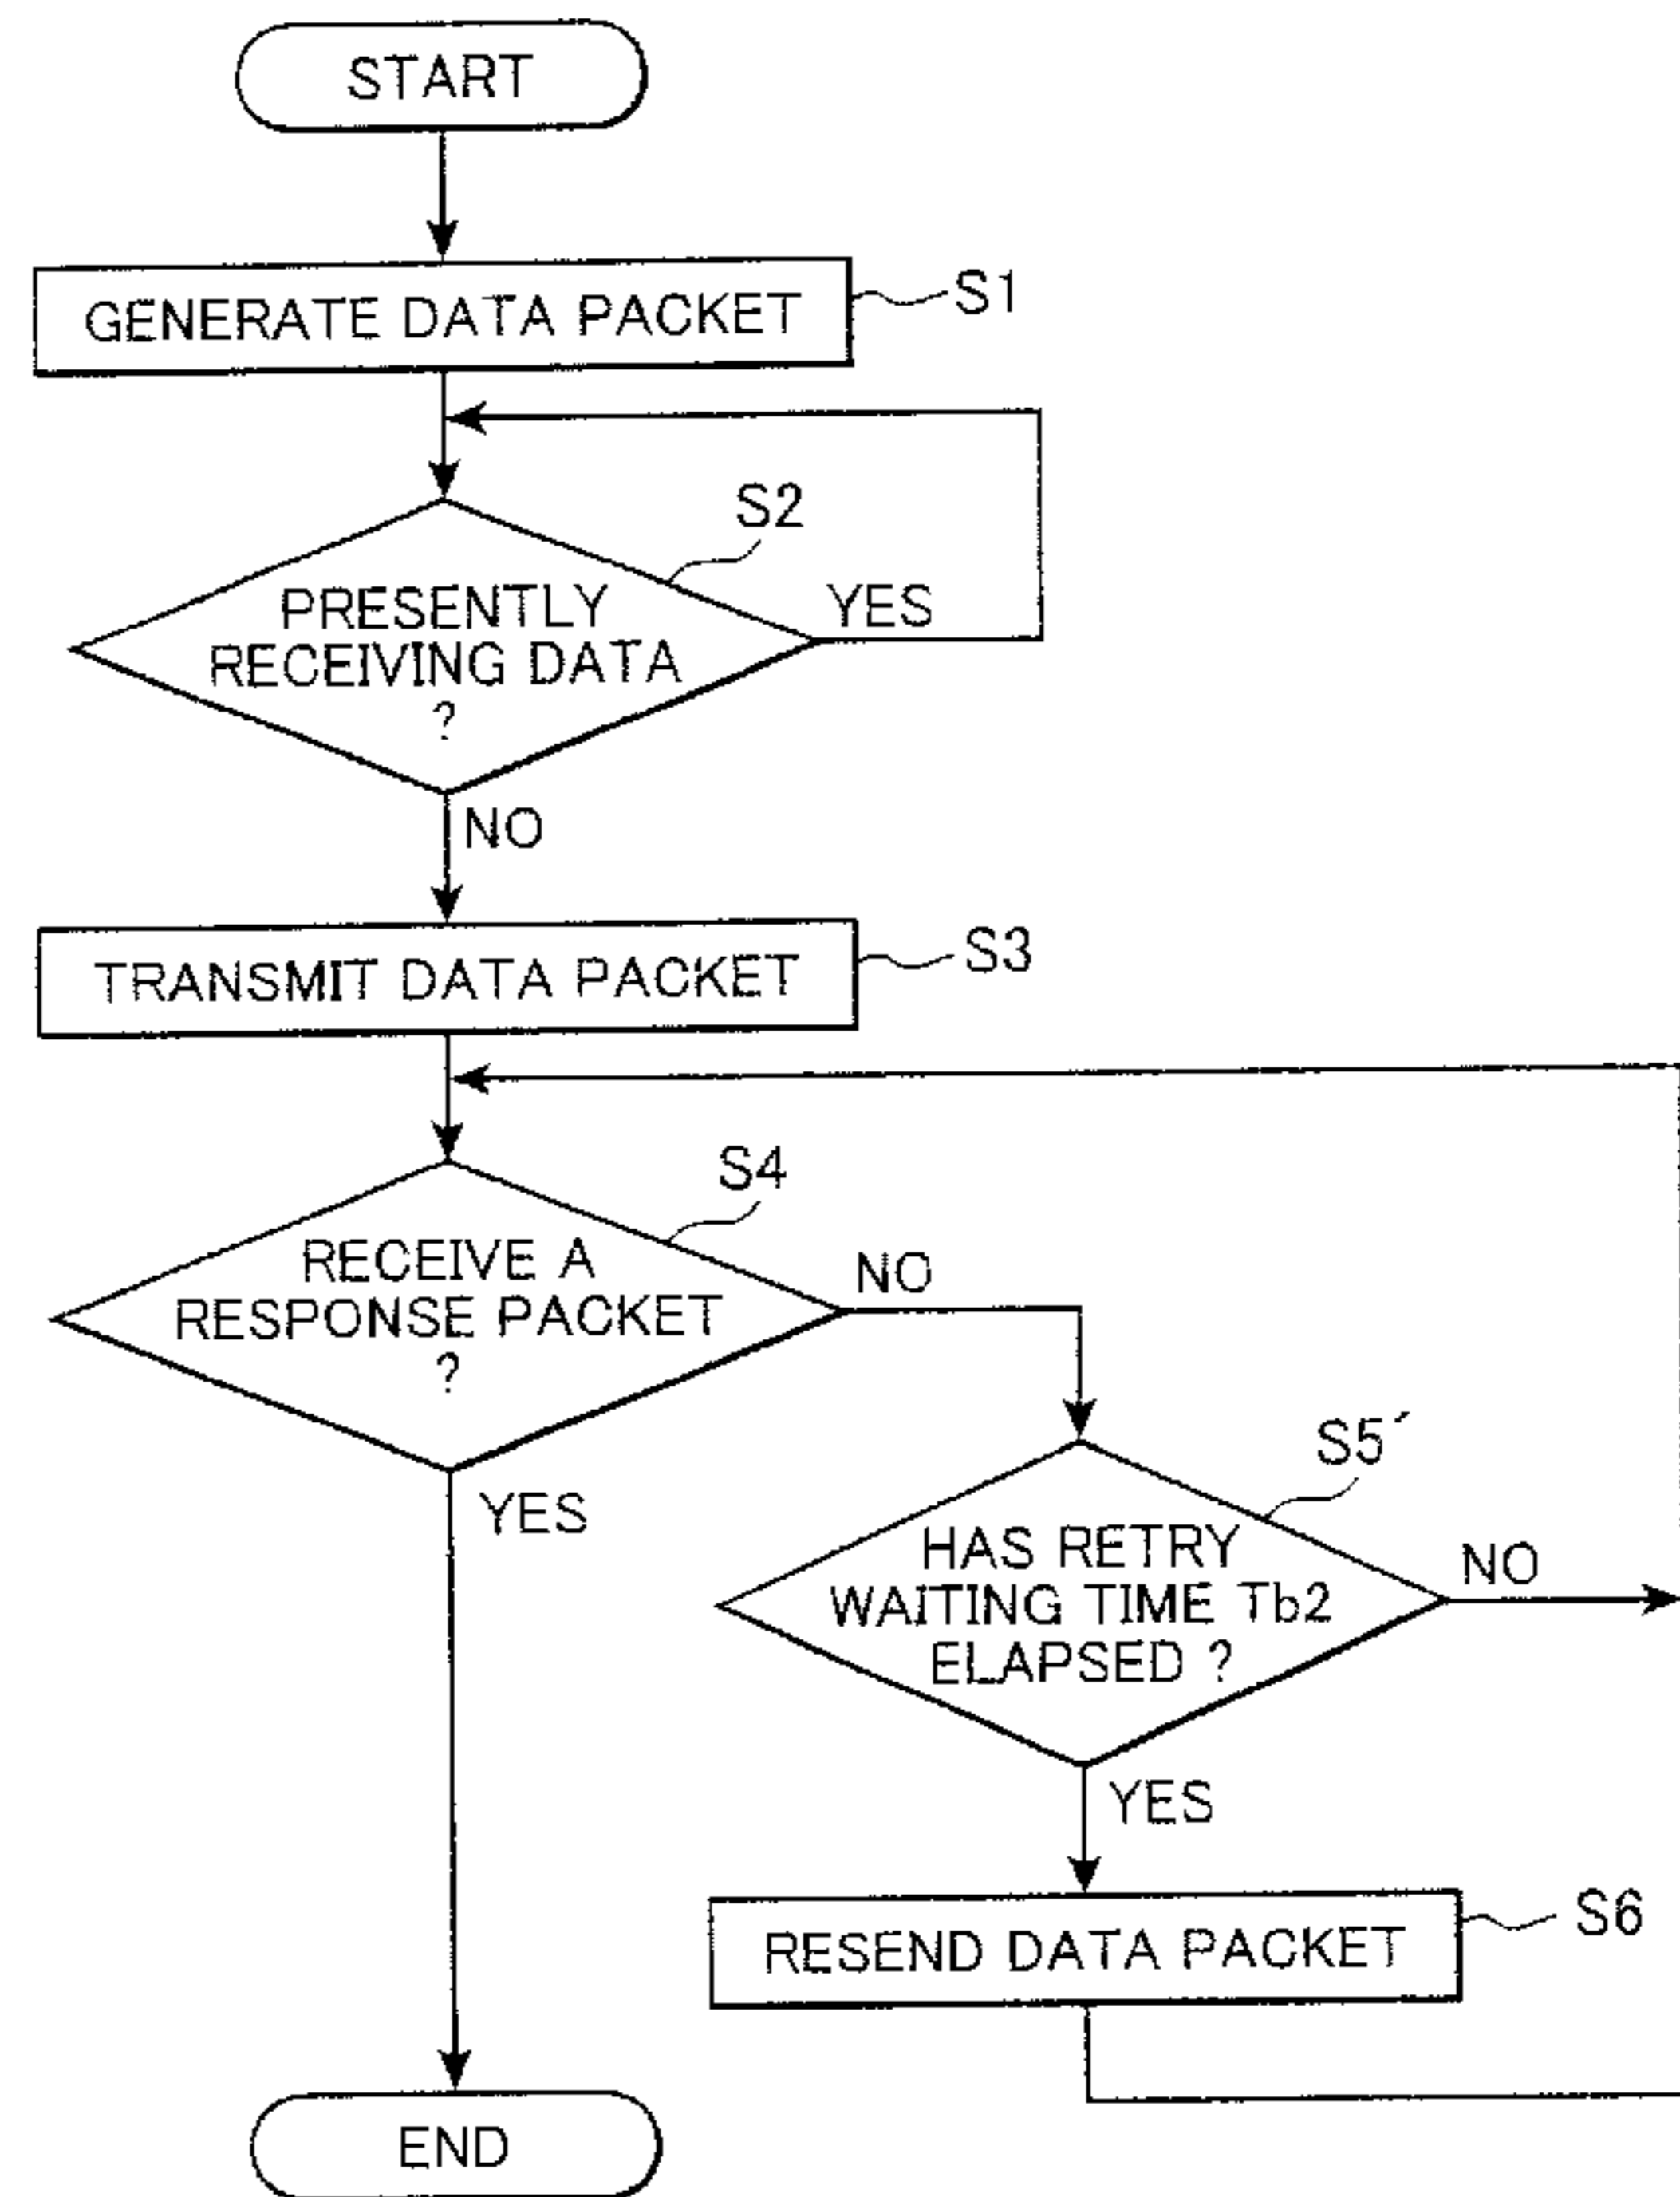 START
GENERATE DATA PACKET
S1
S2
PRESENTLY
RECEIVING DATA
?
YES
NO
TRANSMIT DATA PACKET
S3
S4
RECEIVE A
RESPONSE PACKET
?
NO
YES
S5´
HAS RETRY
WAITING TIME Tb2
ELAPSED ?
NO
YES
RESEND DATA PACKET
S6
END